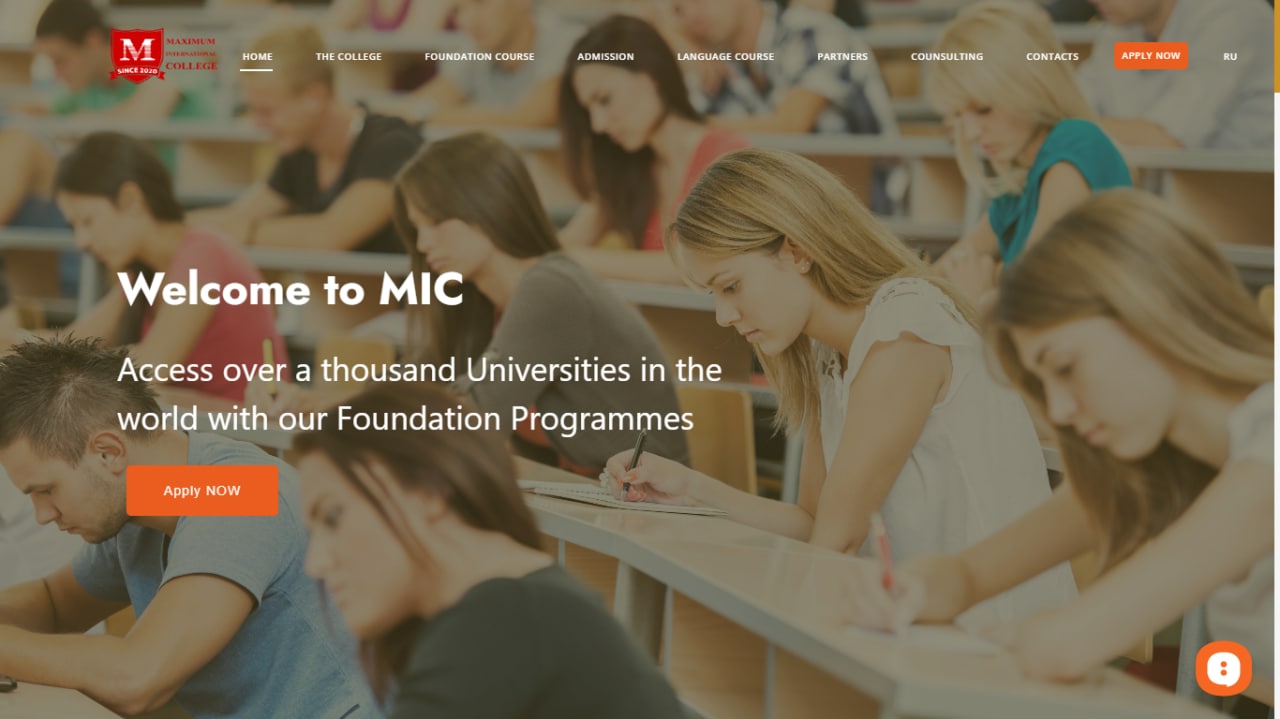 M
SINCE 2020
MAXIMUM
INTERNATIONAL
COLLEGE
HOME
THE COLLEGE
FOUNDATION COURSE
ADMISSION
LANGUAGE COURSE
PARTNERS
COUNSULTING
CONTACTS
APPLY NOW
RU
Welcome to MIC
Access over a thousand Universities in the
world with our Foundation Programmes
Apply NOW